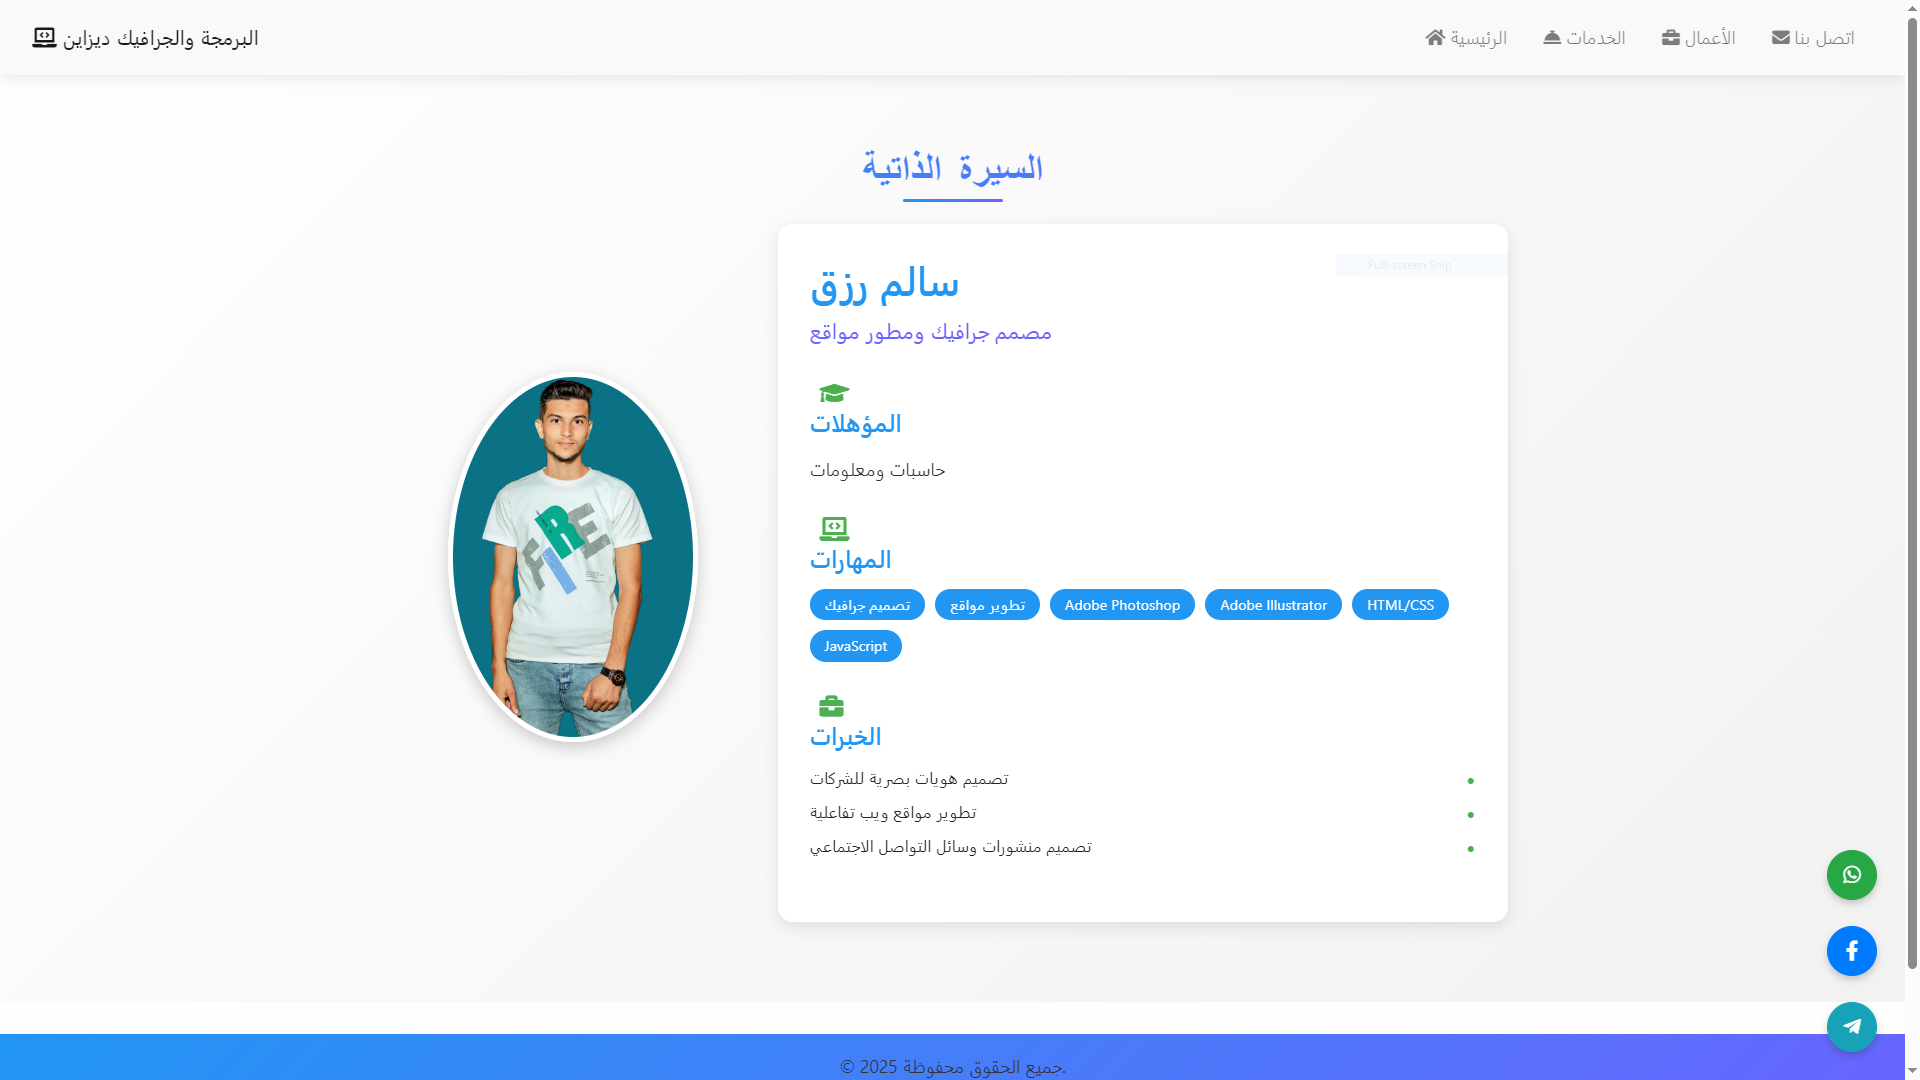 البرمجة والجرافيك ديزاين
الرئيسية
الخدمات
الأعمال
اتصل بنا
السيرة الذاتية
Full-screen Snip
سالم رزق
مصمم جرافيك ومطور مواقع
المؤهلات
حاسبات ومعلومات
المهارات
تصميم جرافيك
تطوير مواقع
Adobe Photoshop
Adobe Illustrator
HTML/CSS
JavaScript
الخبرات
تصميم هويات بصرية للشركات
تطوير مواقع ويب تفاعلية
تصميم منشورات وسائل التواصل الاجتماعي
FIRE
© 2025 جميع الحقوق محفوظة.